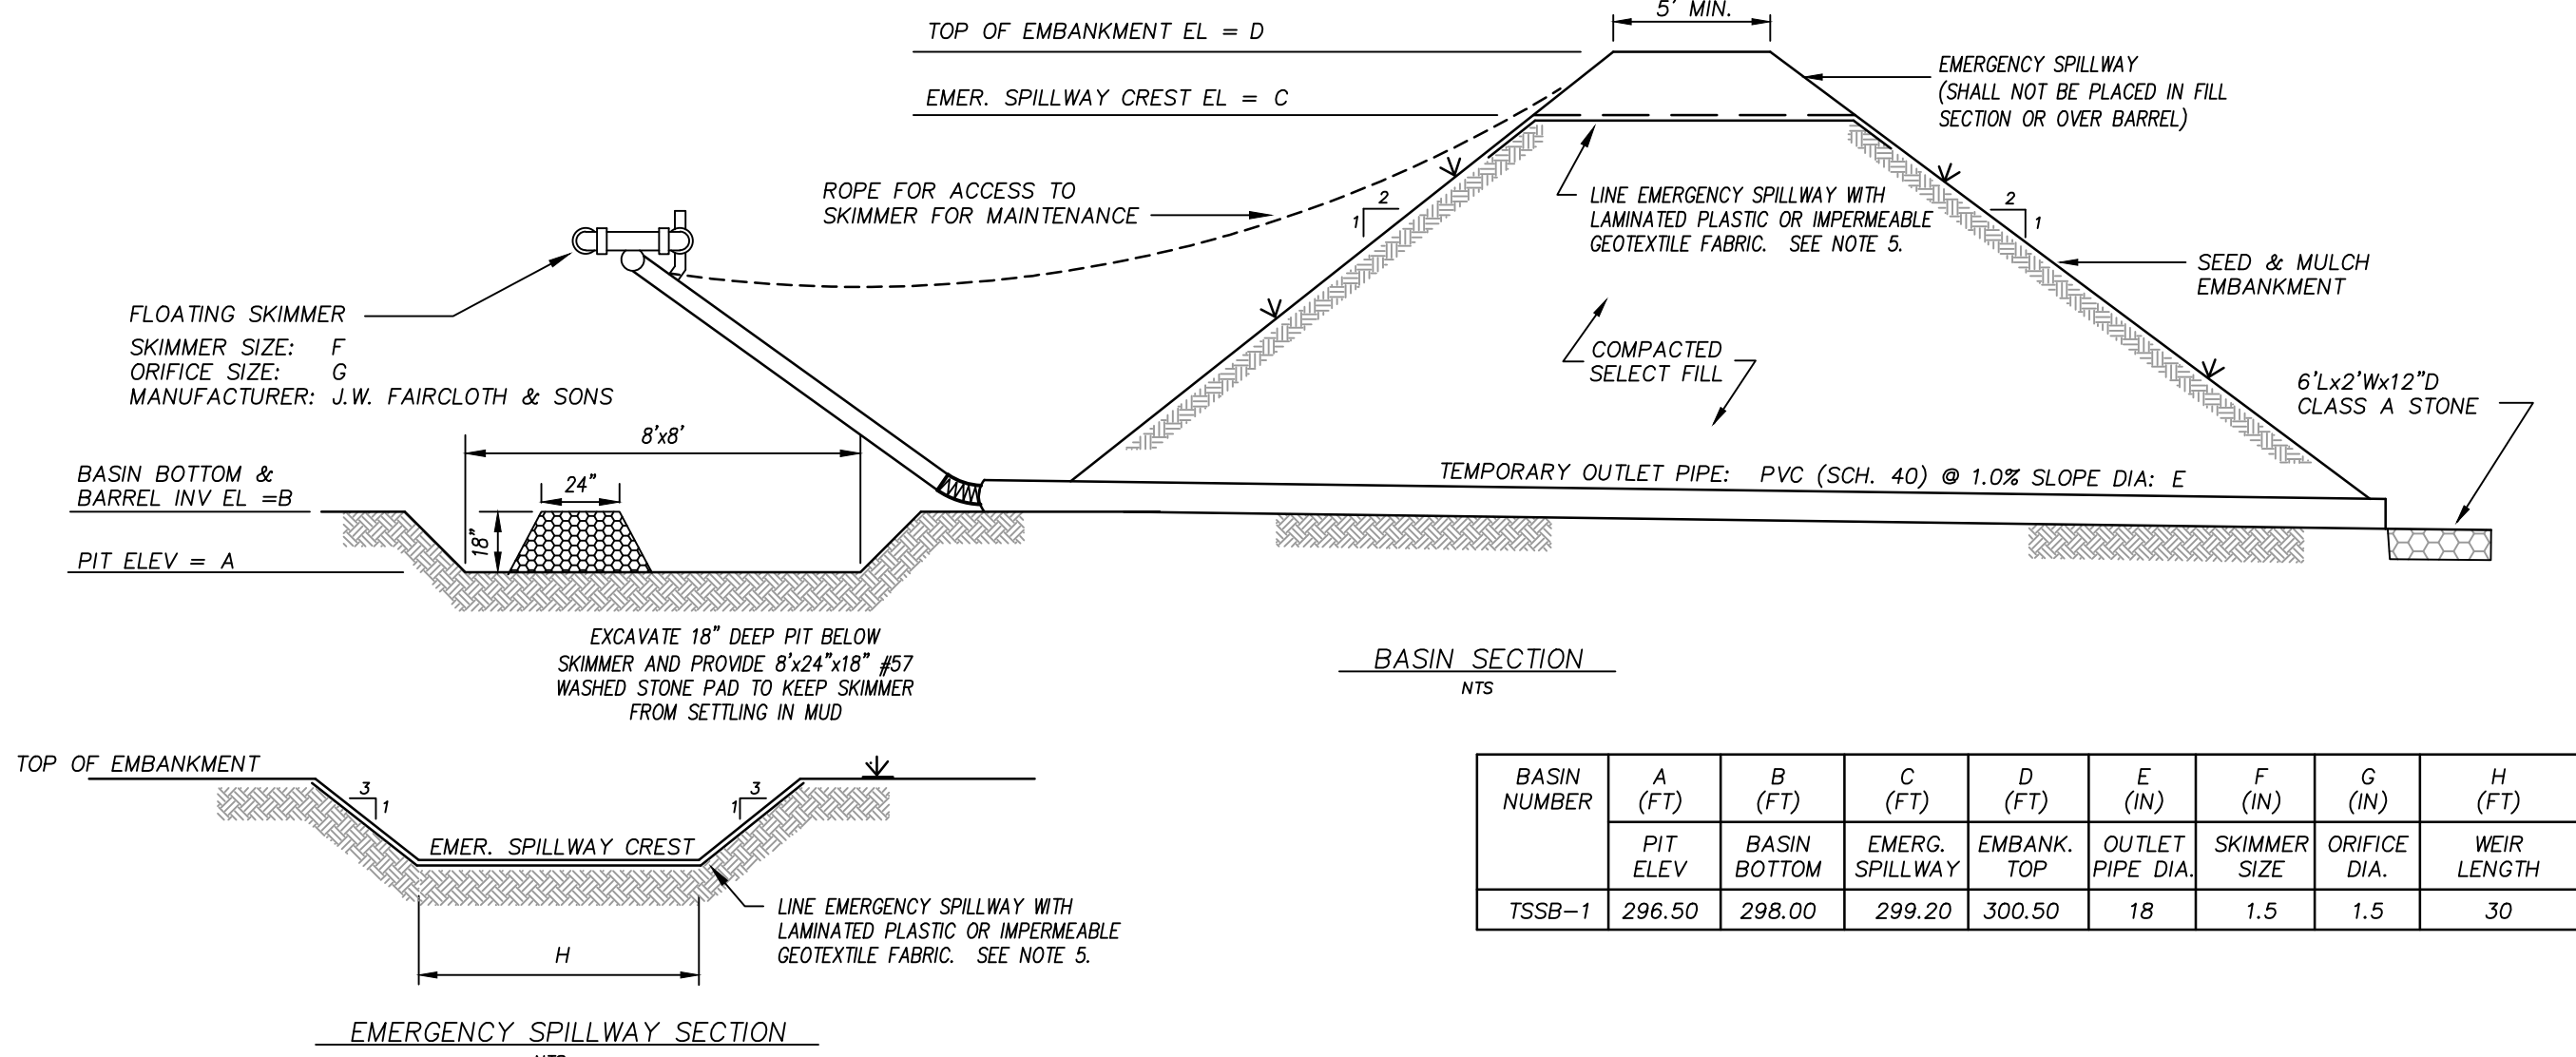 5' MIN.
TOP OF EMBANKMENT EL = D
EMER. SPILLWAY CREST EL = C
EMERGENCY SPILLWAY
(SHALL NOT BE PLACED IN FILL
SECTION OR OVER BARREL)
ROPE FOR ACCESS TO
SKIMMER FOR MAINTENANCE
2
1
LINE EMERGENCY SPILLWAY WITH
LAMINATED PLASTIC OR IMPERMEABLE
GEOTEXTILE FABRIC. SEE NOTE 5.
2
1
SEED & MULCH
EMBANKMENT
FLOATING SKIMMER
SKIMMER SIZE: F
ORIFICE SIZE: G
MANUFACTURER: J.W. FAIRCLOTH & SONS
COMPACTED
SELECT FILL
6'Lx2'Wx12"D
CLASS A STONE
8'x8'
24"
18"
BASIN BOTTOM &
BARREL INV EL =B
PIT ELEV = A
TEMPORARY OUTLET PIPE: PVC (SCH. 40) @ 1.0% SLOPE DIA: E
EXCAVATE 18" DEEP PIT BELOW
SKIMMER AND PROVIDE 8'x24"x18" #57
WASHED STONE PAD TO KEEP SKIMMER
FROM SETTLING IN MUD
BASIN SECTION
NTS
TOP OF EMBANKMENT
3
1
3
1
EMER. SPILLWAY CREST
LINE EMERGENCY SPILLWAY WITH
LAMINATED PLASTIC OR IMPERMEABLE
GEOTEXTILE FABRIC. SEE NOTE 5.
H
EMERGENCY SPILLWAY SECTION
NTS
BASIN NUMBER A (FT) B (FT) C (FT) D (FT) E (IN) F (IN) G (IN) H (FT)
PIT ELEV BASIN BOTTOM EMERG. SPILLWAY EMBANK. TOP OUTLET PIPE DIA. SKIMMER SIZE ORIFICE DIA. WEIR LENGTH
TSSB-1 296.50 298.00 299.20 300.50 18 1.5 1.5 30